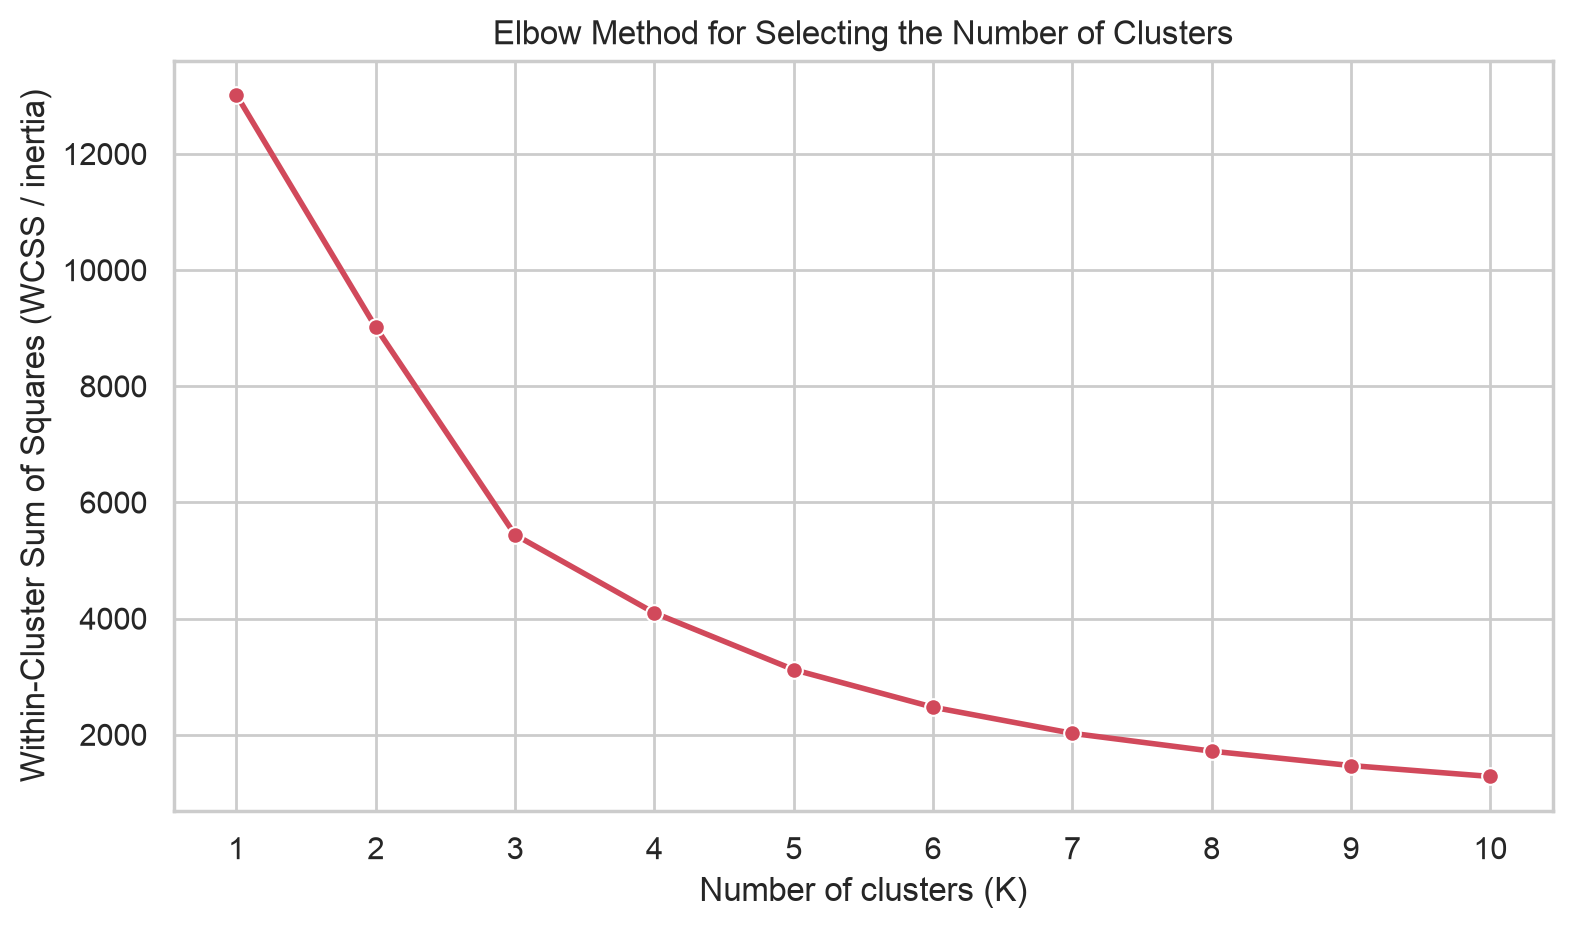 Elbow Method for Selecting the Number of Clusters
Within-Cluster Sum of Squares (WCSS / inertia)
12000
10000
8000
6000
4000
2000
1 2 3 4 5 6 7 8 9 10
Number of clusters (K)